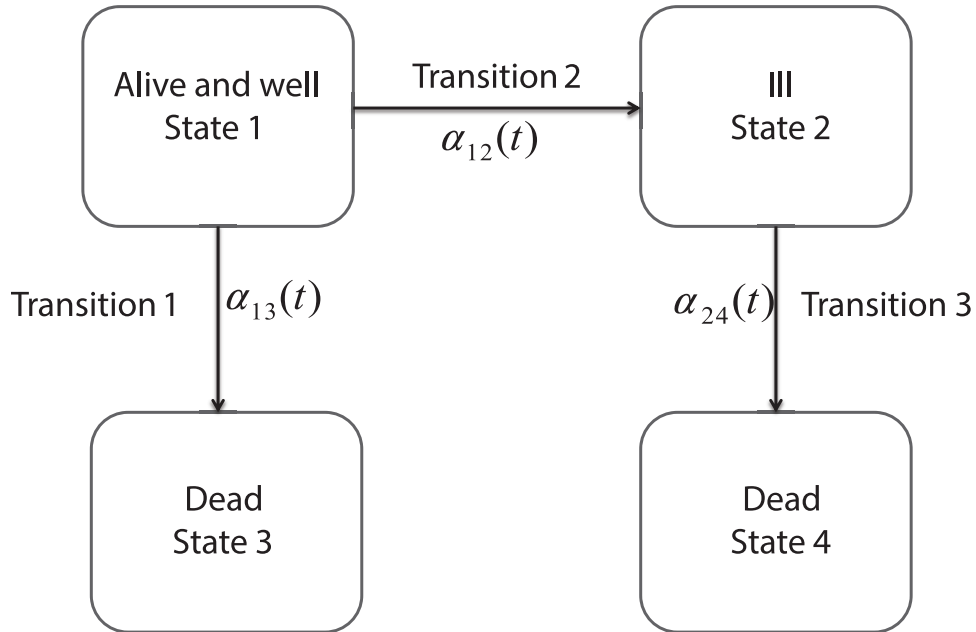 Alive and well
State 1
Transition 2
α₁₂(t)
Ill
State 2
Transition 1
α₁₃(t)
α₂₄(t)
Transition 3
Dead
State 3
Dead
State 4